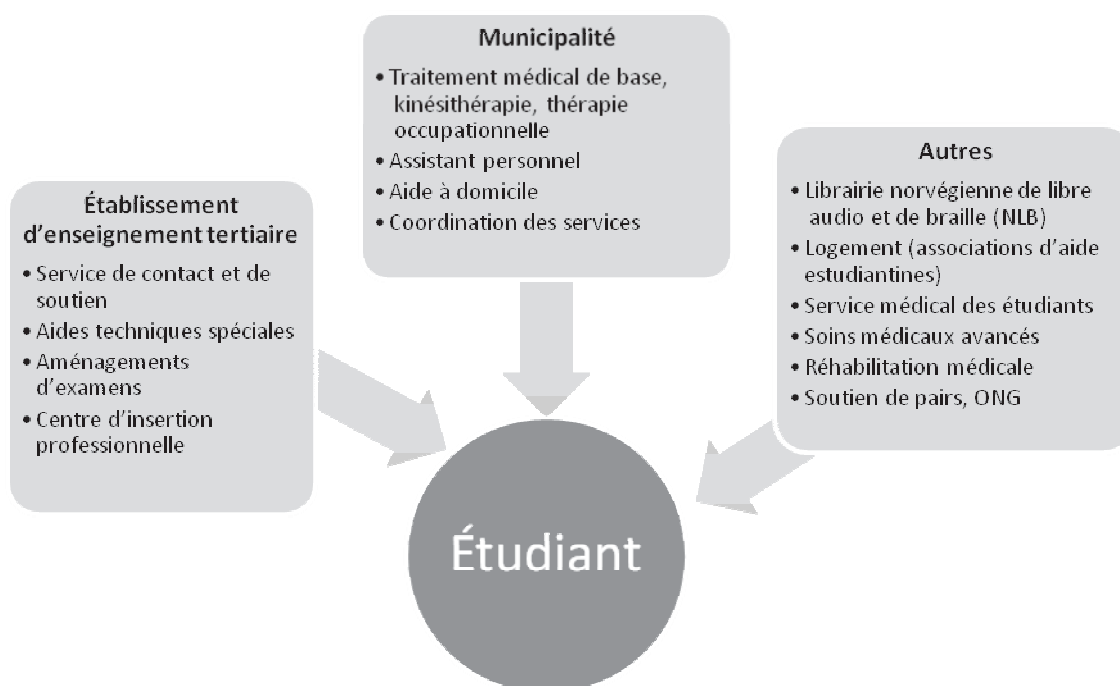 Municipalité
• Traitement médical de base,
kinésithérapie, thérapie
occupationnelle
• Assistant personnel
• Aide à domicile
• Coordination des services
Établissement
d'enseignement tertiaire
• Service de contact et de
soutien
• Aides techniques spéciales
• Aménagements
d'examens
• Centre d'insertion
professionnelle
Autres
• Librairie norvégienne de libre
audio et de braille (NLB)
• Logement (associations d'aide
estudiantines)
• Service médical des étudiants
• Soins médicaux avancés
• Réhabilitation médicale
• Soutien de pairs, ONG
Étudiant